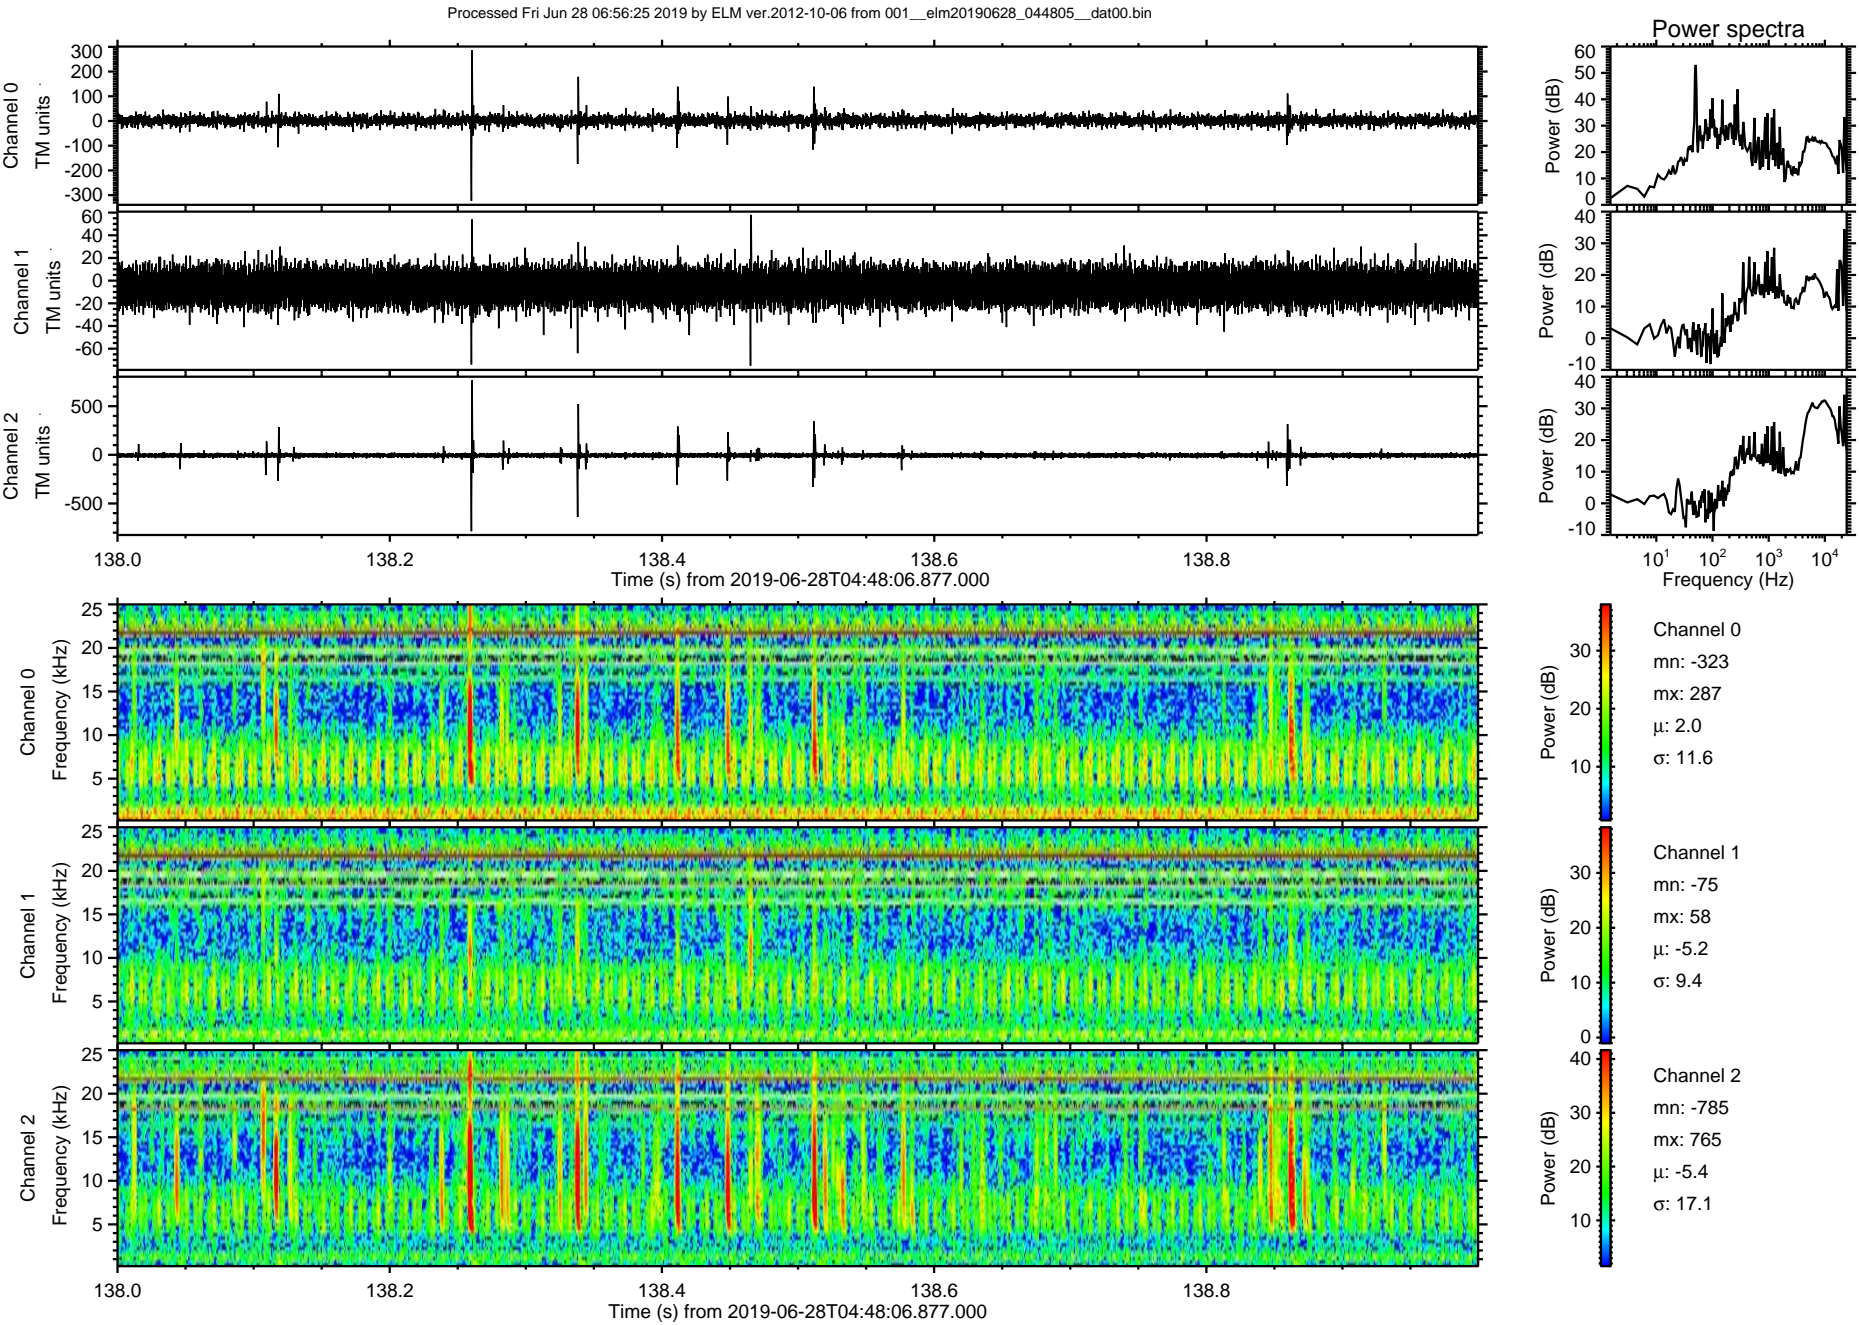 Processed Fri Jun 28 06:56:25 2019 by ELM ver.2012-10-06 from 001__elm20190628_044805__dat00.bin
Power spectra
Channel 0
TM units
300
200
100
0
-100
-200
-300
Power (dB)
60
50
40
30
20
10
0
Channel 1
TM units
60
40
20
0
-20
-40
-60
Power (dB)
40
30
20
10
0
-10
Channel 2
TM units
500
0
-500
Power (dB)
40
30
20
10
0
-10
138.0 138.2 138.4 138.6 138.8
Time (s) from 2019-06-28T04:48:06.877.000
10¹ 10² 10³ 10⁴
Frequency (Hz)
Channel 0
Frequency (kHz)
25
20
15
10
5
Power (dB)
30
20
10
Channel 0
mn: -323
mx: 287
μ: 2.0
σ: 11.6
Channel 1
Frequency (kHz)
25
20
15
10
5
Power (dB)
30
20
10
0
Channel 1
mn: -75
mx: 58
μ: -5.2
σ: 9.4
Channel 2
Frequency (kHz)
25
20
15
10
5
Power (dB)
40
30
20
10
Channel 2
mn: -785
mx: 765
μ: -5.4
σ: 17.1
138.0 138.2 138.4 138.6 138.8
Time (s) from 2019-06-28T04:48:06.877.000